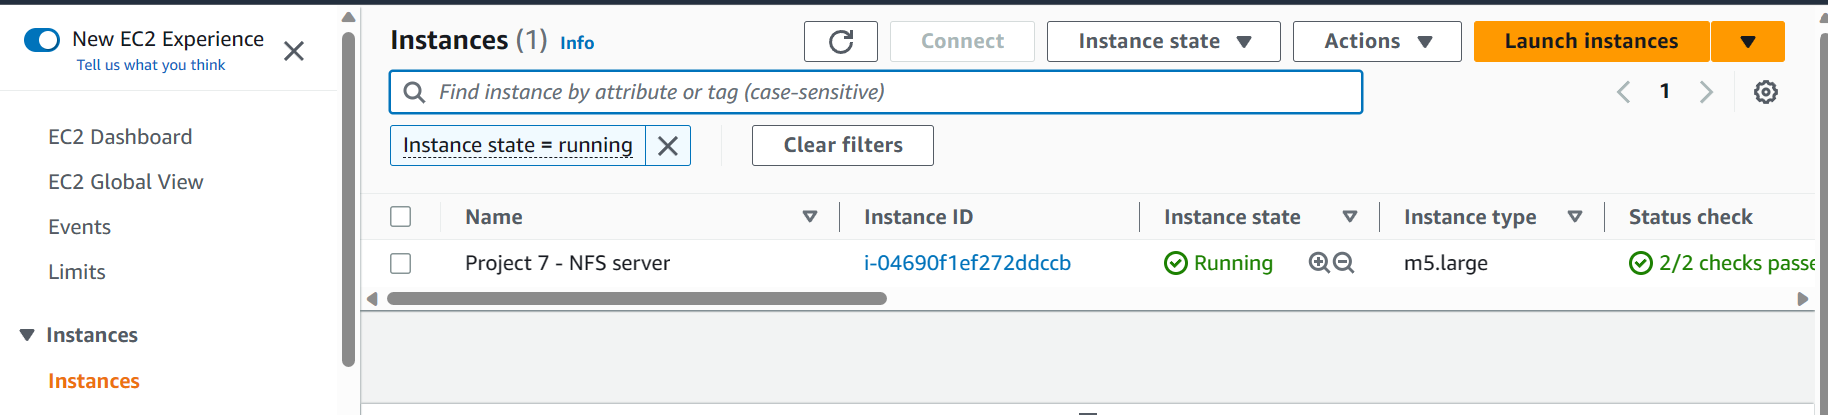 New EC2 Experience
Tell us what you think
EC2 Dashboard
EC2 Global View
Events
Limits
Instances
Instances
Instances (1) Info
Connect
Instance state
Actions
Launch instances
Find instance by attribute or tag (case-sensitive)
1
Instance state = running
Clear filters
Name Instance ID Instance state Instance type Status check
Project 7 - NFS server i-04690f1ef272ddccb Running m5.large 2/2 checks passe